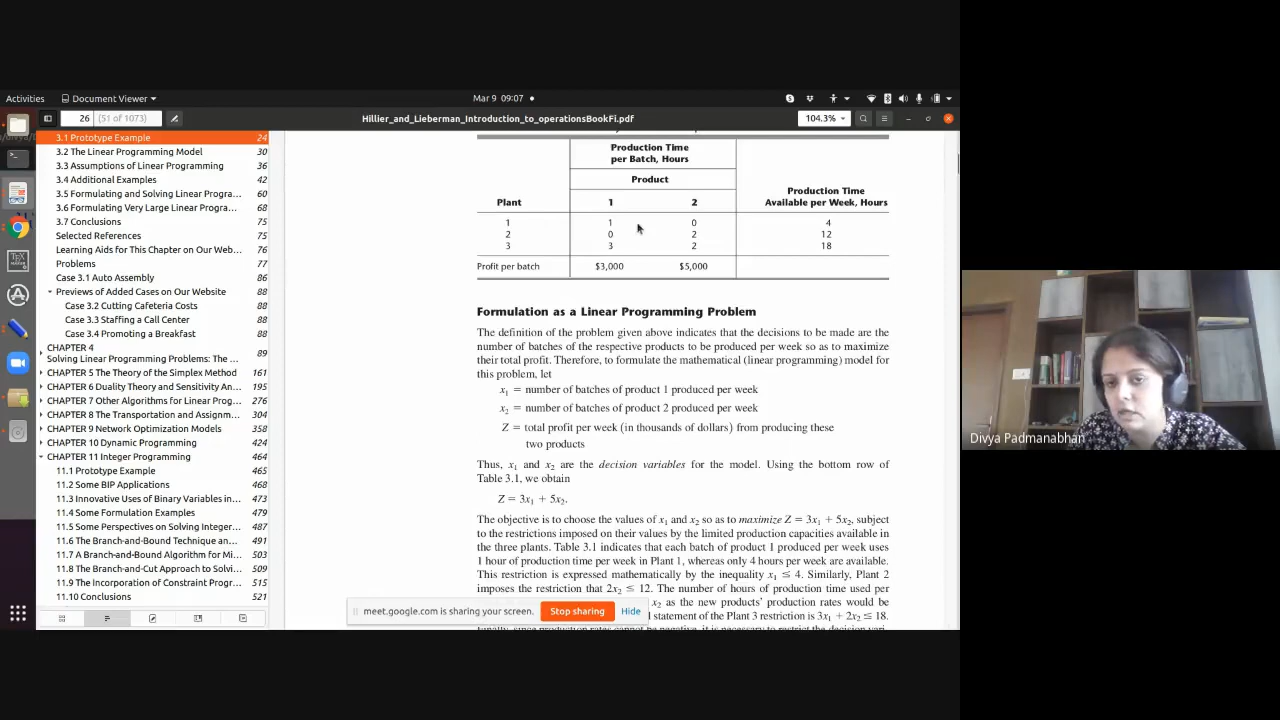 Activities
Document Viewer
Mar 9 09:07
26
(51 of 1073)
Hillier_and_Lieberman_Introduction_to_operationsBookFi.pdf
104.3%
3.1 Prototype Example 24
3.2 The Linear Programming Model 30
3.3 Assumptions of Linear Programming 36
3.4 Additional Examples 42
3.5 Formulating and Solving Linear Progra... 60
3.6 Formulating Very Large Linear Progra... 68
3.7 Conclusions 75
Selected References 75
Learning Aids for This Chapter on Our Web... 76
Problems 77
Case 3.1 Auto Assembly 86
Previews of Added Cases on Our Website 88
Case 3.2 Cutting Cafeteria Costs 88
Case 3.3 Staffing a Call Center 88
Case 3.4 Promoting a Breakfast 88
CHAPTER 4
Solving Linear Programming Problems: The ... 89
CHAPTER 5 The Theory of the Simplex Method 161
CHAPTER 6 Duality Theory and Sensitivity An... 195
CHAPTER 7 Other Algorithms for Linear Prog... 276
CHAPTER 8 The Transportation and Assignm... 304
CHAPTER 9 Network Optimization Models 358
CHAPTER 10 Dynamic Programming 424
CHAPTER 11 Integer Programming 464
11.1 Prototype Example 465
11.2 Some BIP Applications 468
11.3 Innovative Uses of Binary Variables in... 473
11.4 Some Formulation Examples 479
11.5 Some Perspectives on Solving Integer... 487
11.6 The Branch-and-Bound Technique an... 491
11.7 A Branch-and-Bound Algorithm for Mi... 503
11.8 The Branch-and-Cut Approach to Solvi... 509
11.9 The Incorporation of Constraint Progr... 515
11.10 Conclusions 521
Production Time
per Batch, Hours
Product
Production Time
Plant 1 2 Available per Week, Hours
1 1 0 4
2 0 2 12
3 3 2 18
Profit per batch $3,000 $5,000
Formulation as a Linear Programming Problem
The definition of the problem given above indicates that the decisions to be made are the
number of batches of the respective products to be produced per week so as to maximize
their total profit. Therefore, to formulate the mathematical (linear programming) model for
this problem, let
x₁ = number of batches of product 1 produced per week
x₂ = number of batches of product 2 produced per week
Z = total profit per week (in thousands of dollars) from producing these
two products
Thus, x₁ and x₂ are the decision variables for the model. Using the bottom row of
Table 3.1, we obtain
Z = 3x₁ + 5x₂.
The objective is to choose the values of x₁ and x₂ so as to maximize Z = 3x₁ + 5x₂, subject
to the restrictions imposed on their values by the limited production capacities available in
the three plants. Table 3.1 indicates that each batch of product 1 produced per week uses
1 hour of production time per week in Plant 1, whereas only 4 hours per week are available.
This restriction is expressed mathematically by the inequality x₁ ≤ 4. Similarly, Plant 2
imposes the restriction that 2x₂ ≤ 12. The number of hours of production time used per
x₂ as the new products' production rates would be
statement of the Plant 3 restriction is 3x₁ + 2x₂ ≤ 18.
meet.google.com is sharing your screen.
Stop sharing
Hide
Divya Padmanabhan